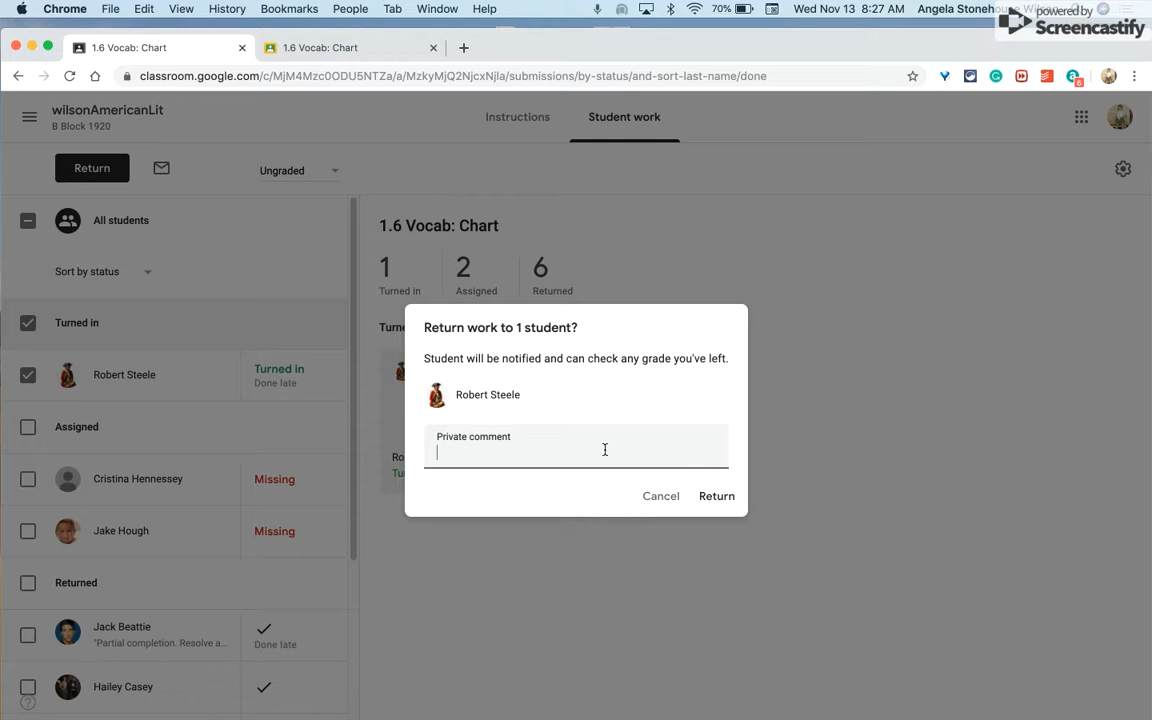 Chrome File Edit View History Bookmarks People Tab Window Help 70% Wed Nov 13 8:27 AM Angela Stonehouse
powered by
Screencastify
1.6 Vocab: Chart 1.6 Vocab: Chart
classroom.google.com/c/MjM4Mzc0ODU5NTZa/a/MzkyMjQ2NjcxNjla/submissions/by-status/and-sort-last-name/done
wilsonAmericanLit
B Block 1920
Instructions Student work
Return Ungraded
All students
Sort by status
1.6 Vocab: Chart
1 2 6
Turned in Assigned Returned
Turned in
Robert Steele Turned in
Done late
Assigned
Cristina Hennessey Missing
Jake Hough Missing
Returned
Jack Beattie
"Partial completion. Resolve a...
Done late
Hailey Casey
Return work to 1 student?
Student will be notified and can check any grade you've left.
Robert Steele
Private comment
Cancel Return